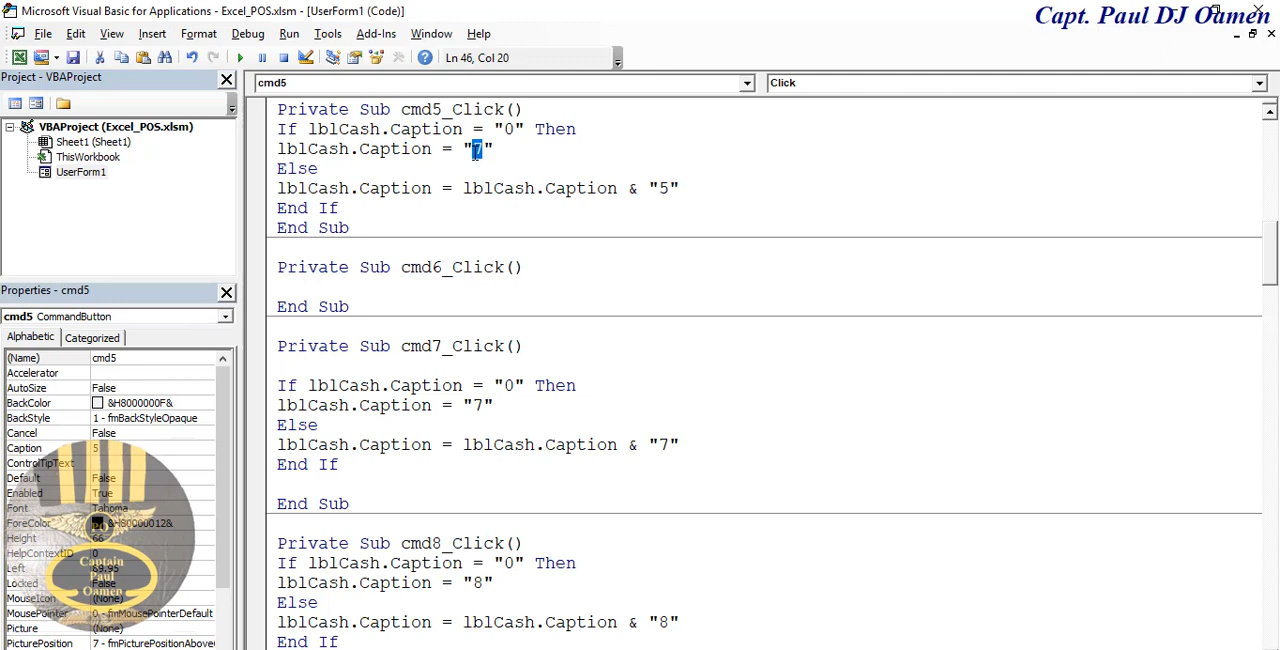 Microsoft Visual Basic for Applications - Excel_POS.xlsm - [UserForm1 (Code)]
Capt. Paul DJ Oamen
File Edit View Insert Format Debug Run Tools Add-Ins Window Help
Ln 46, Col 20
Project - VBAProject
cmd5
Click
VBAProject (Excel_POS.xlsm)
Sheet1 (Sheet1)
ThisWorkbook
UserForm1
Private Sub cmd5_Click()
If lblCash.Caption = "0" Then
lblCash.Caption = "7"
Else
lblCash.Caption = lblCash.Caption & "5"
End If
End Sub
Private Sub cmd6_Click()
End Sub
Private Sub cmd7_Click()
If lblCash.Caption = "0" Then
lblCash.Caption = "7"
Else
lblCash.Caption = lblCash.Caption & "7"
End If
End Sub
Private Sub cmd8_Click()
If lblCash.Caption = "0" Then
lblCash.Caption = "8"
Else
lblCash.Caption = lblCash.Caption & "8"
End If
Properties - cmd5
cmd5 CommandButton
Alphabetic Categorized
(Name) cmd5
Accelerator
AutoSize False
BackColor &H8000000F&
BackStyle 1 - fmBackStyleOpaque
Cancel False
Caption 5
ControlTipText
Default False
Enabled True
Font Tahoma
ForeColor &H80000012&
Height 66
HelpContextID 0
Left 69.95
Locked False
MouseIcon (None)
MousePointer 0 - fmMousePointerDefault
Picture (None)
PicturePosition 7 - fmPicturePositionAbove
Captain
Paul
Oamen